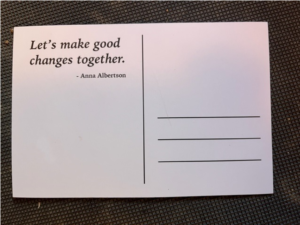 Let's make good
changes together.
- Anna Albertson